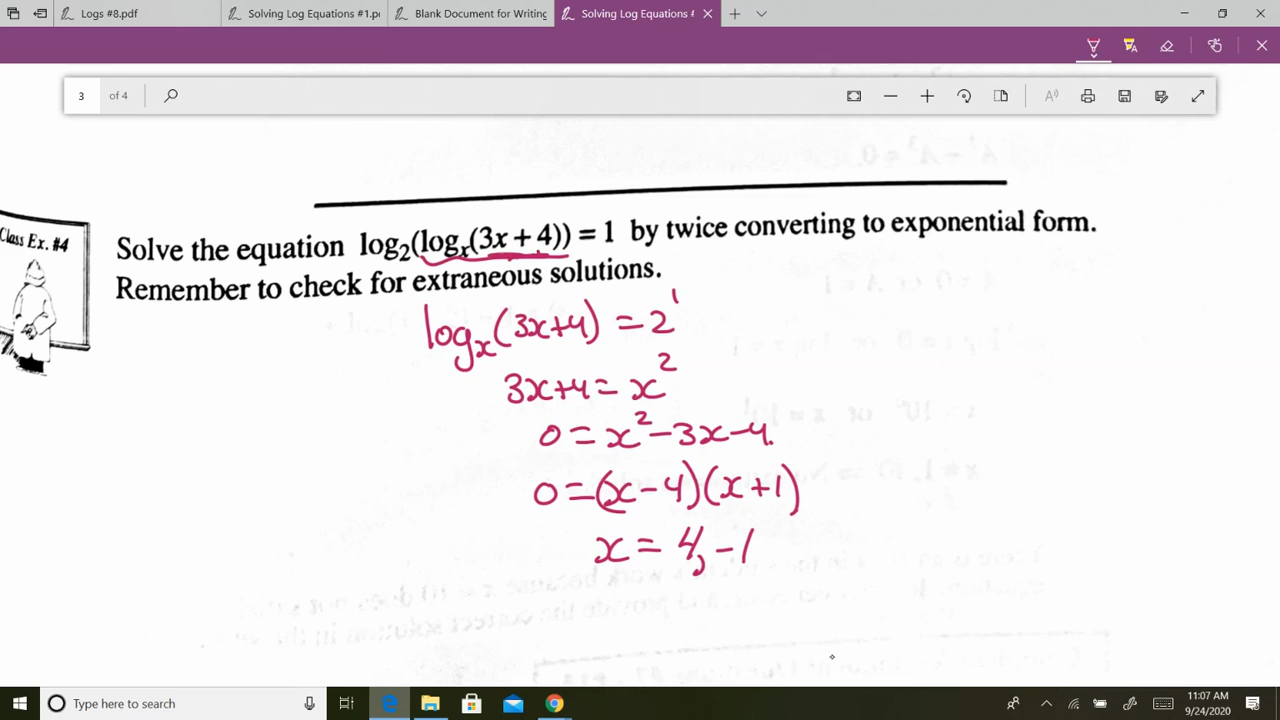 Logs #8.pdf
Solving Log Equations #1.pd
Blank Document for Writing
Solving Log Equations #
3 of 4
Class Ex. #4
Solve the equation log₂(logₓ(3x + 4)) = 1 by twice converting to exponential form.
Remember to check for extraneous solutions.
logₓ(3x+4) = 2¹
3x+4 = x²
0 = x²-3x-4
0 = (x-4)(x+1)
x = 4, -1
Type here to search
11:07 AM
9/24/2020